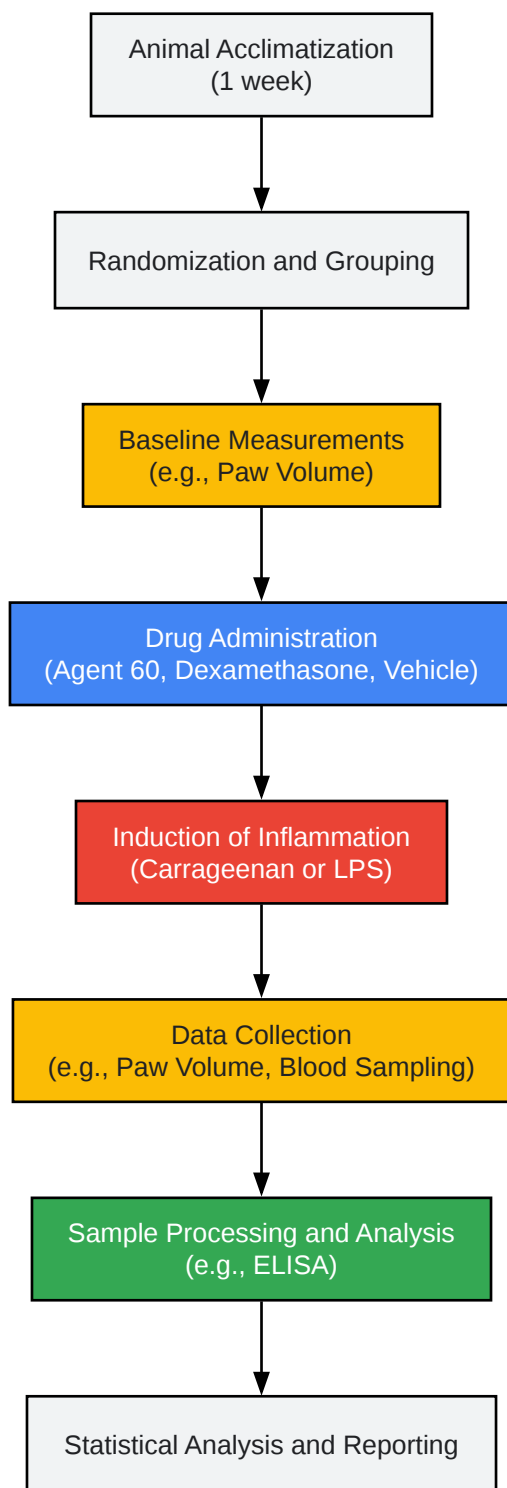 Animal Acclimatization
(1 week)
Randomization and Grouping
Baseline Measurements
(e.g., Paw Volume)
Drug Administration
(Agent 60, Dexamethasone, Vehicle)
Induction of Inflammation
(Carrageenan or LPS)
Data Collection
(e.g., Paw Volume, Blood Sampling)
Sample Processing and Analysis
(e.g., ELISA)
Statistical Analysis and Reporting